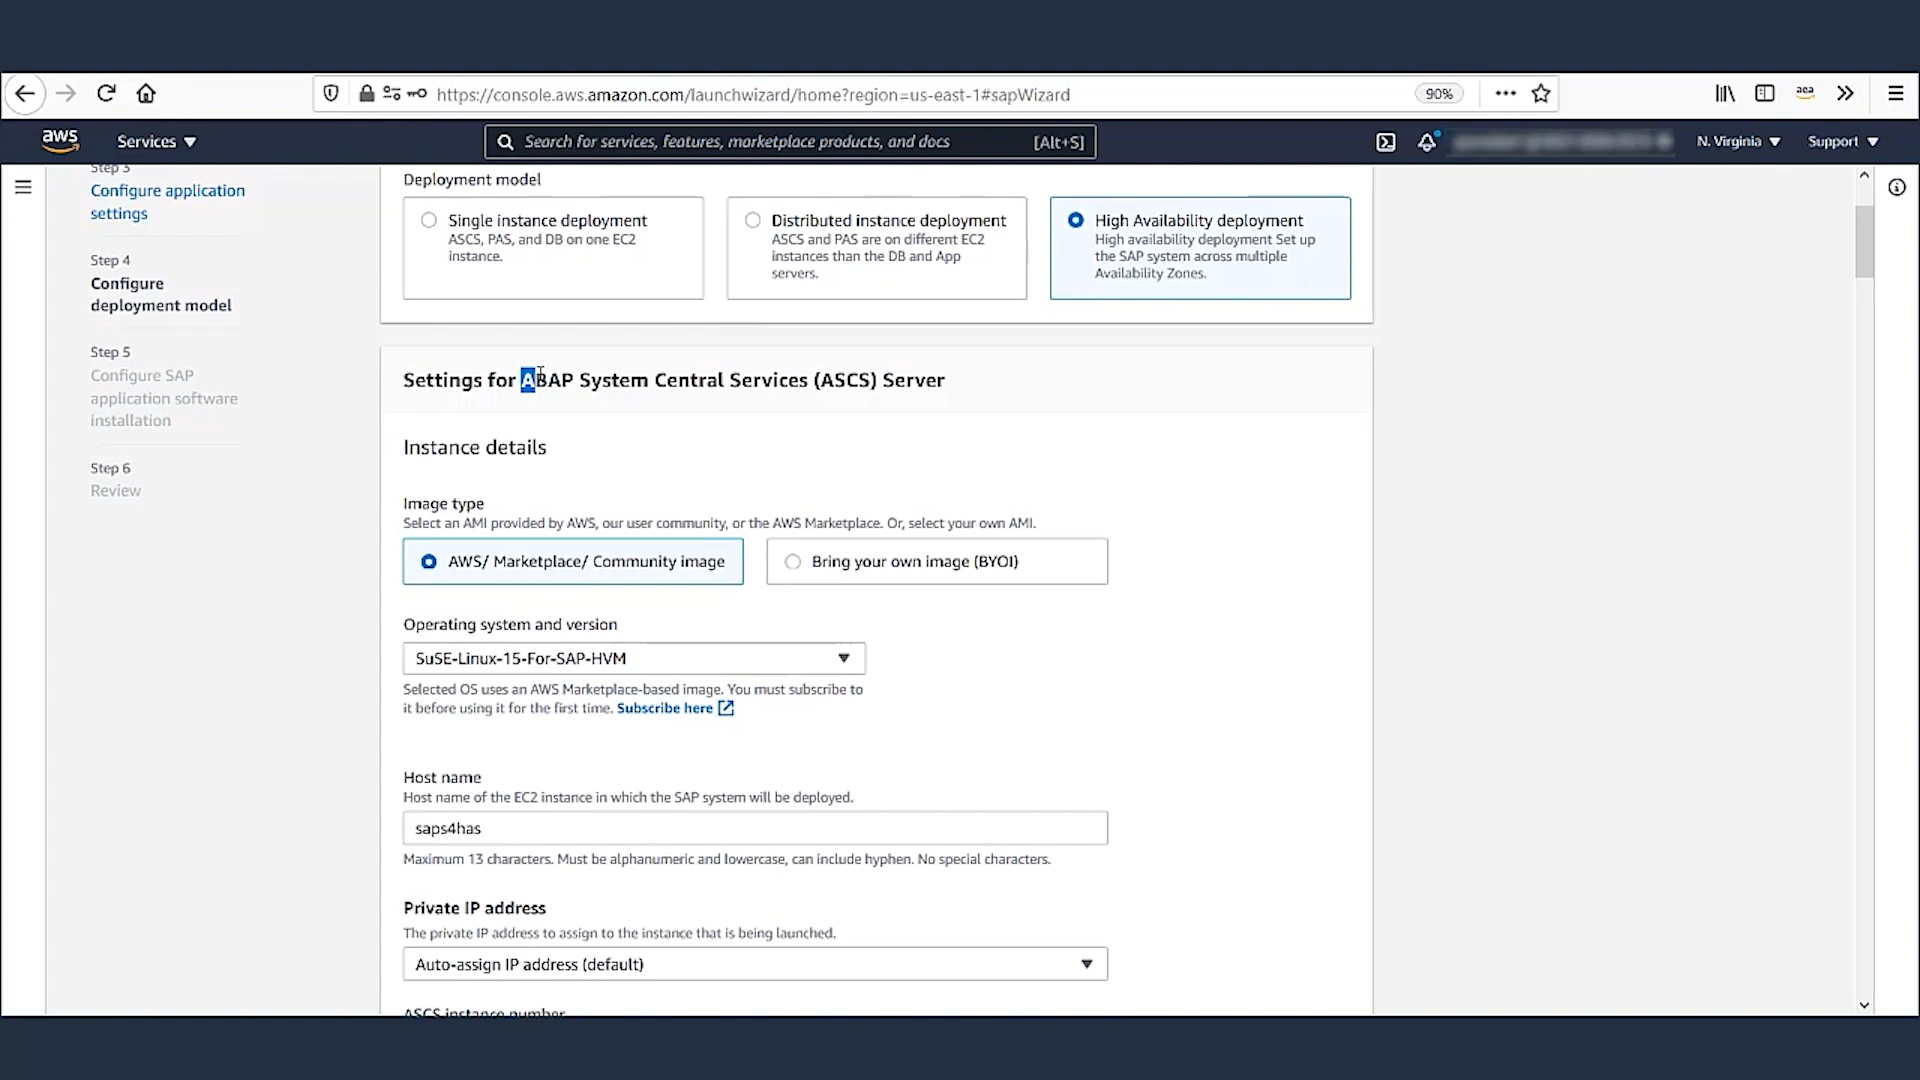 https://console.aws.amazon.com/launchwizard/home?region=us-east-1#sapWizard
90%
aea
aws
Services
Search for services, features, marketplace products, and docs
[Alt+S]
N. Virginia
Support
Step 3
Configure application
settings
Step 4
Configure
deployment model
Step 5
Configure SAP
application software
installation
Step 6
Review
Deployment model
Single instance deployment
ASCS, PAS, and DB on one EC2
instance.
Distributed instance deployment
ASCS and PAS are on different EC2
instances than the DB and App
servers.
High Availability deployment
High availability deployment Set up
the SAP system across multiple
Availability Zones.
Settings for ABAP System Central Services (ASCS) Server
Instance details
Image type
Select an AMI provided by AWS, our user community, or the AWS Marketplace. Or, select your own AMI.
AWS/ Marketplace/ Community image
Bring your own image (BYOI)
Operating system and version
SuSE-Linux-15-For-SAP-HVM
Selected OS uses an AWS Marketplace-based image. You must subscribe to
it before using it for the first time. Subscribe here
Host name
Host name of the EC2 instance in which the SAP system will be deployed.
saps4has
Maximum 13 characters. Must be alphanumeric and lowercase, can include hyphen. No special characters.
Private IP address
The private IP address to assign to the instance that is being launched.
Auto-assign IP address (default)
ASCS instance number